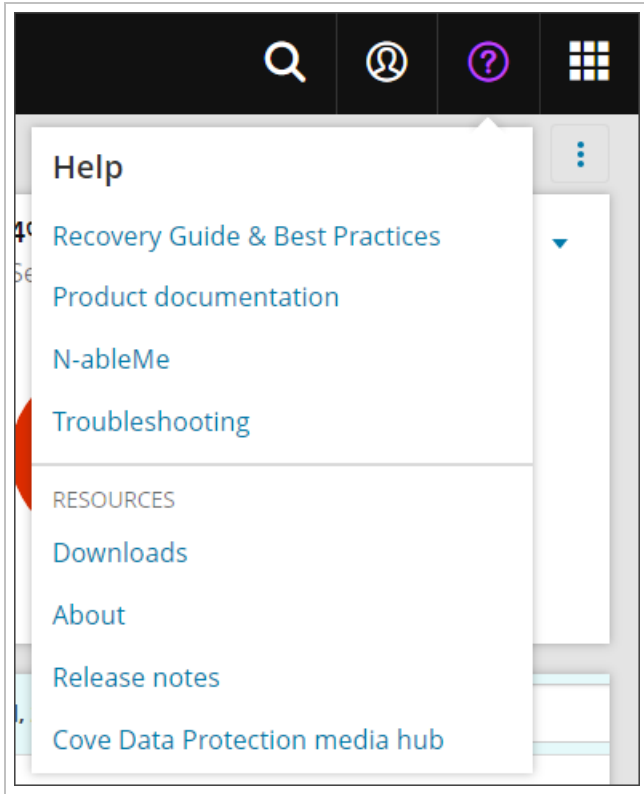 Help
Recovery Guide & Best Practices
Product documentation
N-ableMe
Troubleshooting
RESOURCES
Downloads
About
Release notes
Cove Data Protection media hub